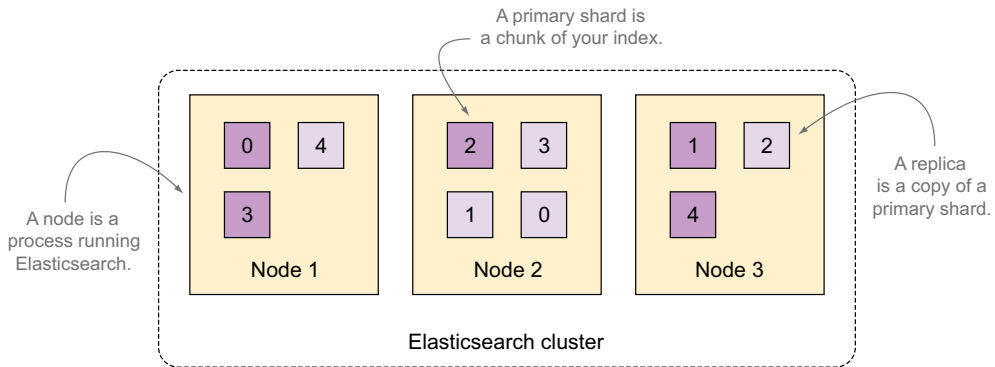 A primary shard is
a chunk of your index.
0 4
3
Node 1
2 3
1 0
Node 2
1 2
4
Node 3
A replica
is a copy of a
primary shard.
A node is a
process running
Elasticsearch.
Elasticsearch cluster